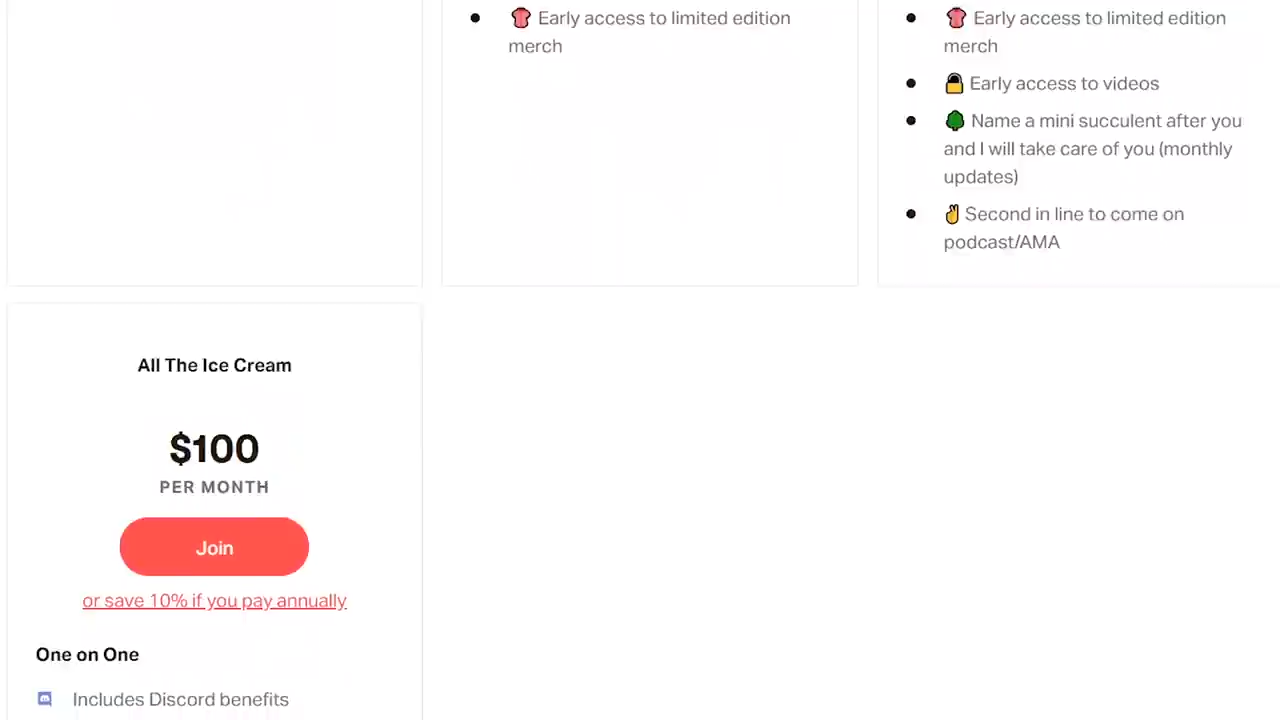 Early access to limited edition
merch
Early access to limited edition
merch
Early access to videos
Name a mini succulent after you
and I will take care of you (monthly
updates)
Second in line to come on
podcast/AMA
All The Ice Cream
$100
PER MONTH
Join
or save 10% if you pay annually
One on One
Includes Discord benefits